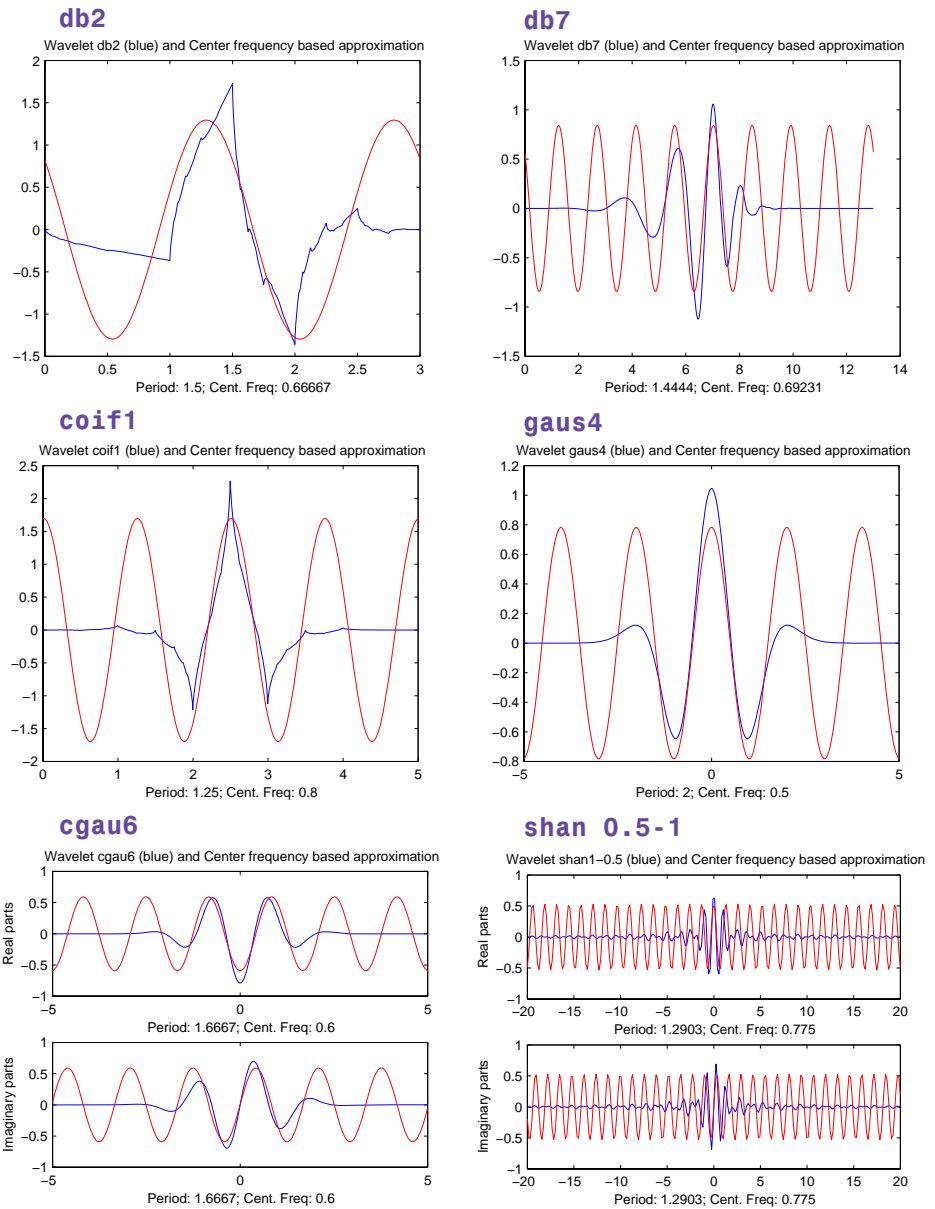 db2
Wavelet db2 (blue) and Center frequency based approximation
2
1.5
1
0.5
0
−0.5
−1
−1.5
0 1 2 3
Period: 1.5; Cent. Freq: 0.66667
db7
Wavelet db7 (blue) and Center frequency based approximation
1.5
1
0.5
0
−0.5
−1
−1.5
0 2 4 6 8 10 12 14
Period: 1.4444; Cent. Freq: 0.69231
coif1
Wavelet coif1 (blue) and Center frequency based approximation
2.5
2
1.5
1
0.5
0
−0.5
−1
−1.5
−2
0 1 2 3 4 5
Period: 1.25; Cent. Freq: 0.8
gaus4
Wavelet gaus4 (blue) and Center frequency based approximation
1.2
1
0.8
0.6
0.4
0.2
0
−0.2
−0.4
−0.6
−0.8
−5 0 5
Period: 2; Cent. Freq: 0.5
cgau6
Wavelet cgau6 (blue) and Center frequency based approximation
Real parts
1
0.5
0
−0.5
−1
−5 0 5
Period: 1.6667; Cent. Freq: 0.6
Imaginary parts
1
0.5
0
−0.5
−1
−5 0 5
Period: 1.6667; Cent. Freq: 0.6
shan 0.5-1
Wavelet shan1−0.5 (blue) and Center frequency based approximation
Real parts
1
0.5
0
−0.5
−1
−20 −15 −10 −5 0 5 10 15 20
Period: 1.2903; Cent. Freq: 0.775
Imaginary parts
1
0.5
0
−0.5
−1
−20 −15 −10 −5 0 5 10 15 20
Period: 1.2903; Cent. Freq: 0.775